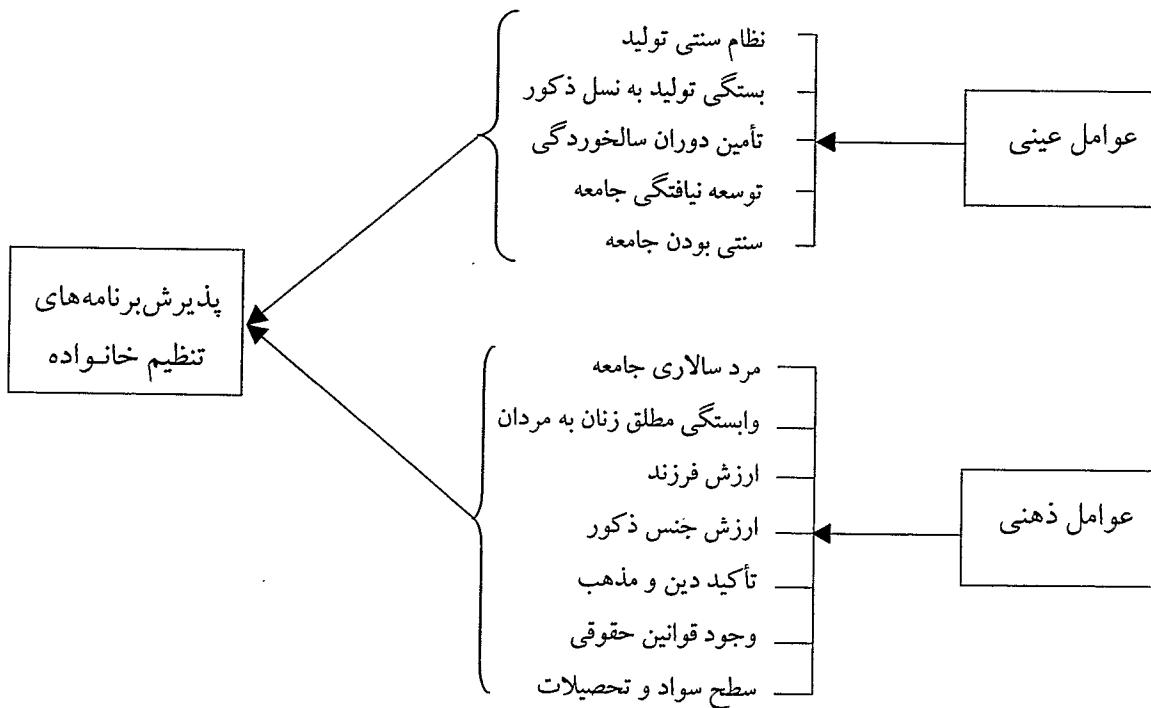 عوامل عینی
نظام سنتی تولید
بستگی تولید به نسل ذکور
تأمین دوران سالخوردگی
توسعه نیافتگی جامعه
سنتی بودن جامعه
پذیرش برنامه‌های
تنظیم خانـواده
عوامل ذهنی
مرد سالاری جامعه
وابستگی مطلق زنان به مردان
ارزش فرزند
ارزش جنس ذکور
تأکید دین و مذهب
وجود قوانین حقوقی
سطح سواد و تحصیلات